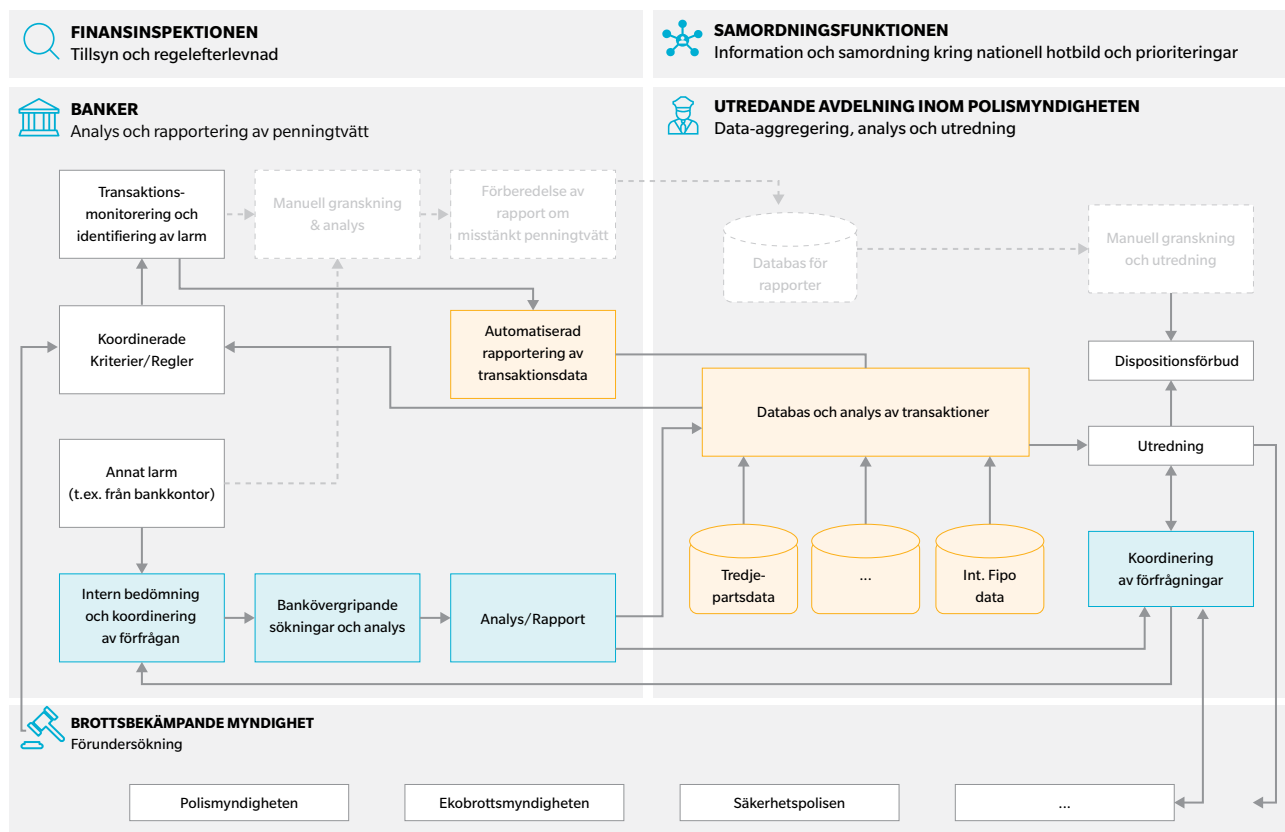 FINANSINSPEKTIONEN
Tillsyn och regelefterlevnad
SAMORDNINGSFUNKTIONEN
Information och samordning kring nationell hotbild och prioriteringar
BANKER
Analys och rapportering av penningtvätt
UTREDANDE AVDELNING INOM POLISMYNDIGHETEN
Data-aggregering, analys och utredning
Transaktions-
monitorering och
identifiering av larm
Manuell granskning
& analys
Förberedelse av
rapport om
misstänkt penningtvätt
Databas för
rapporter
Manuell granskning
och utredning
Koordinerade
Kriterier/Regler
Automatiserad
rapportering av
transaktionsdata
Dispositionsförbud
Databas och analys av transaktioner
Utredning
Annat larm
(t.ex. från bankkontor)
Tredje-
partsdata
...
Int. Fipo
data
Koordinering
av förfrågningar
Intern bedömning
och koordinering
av förfrågan
Bankövergripande
sökningar och analys
Analys/Rapport
BROTTSBEKÄMPANDE MYNDIGHET
Förundersökning
Polismyndigheten
Ekobrottsmyndigheten
Säkerhetspolisen
...